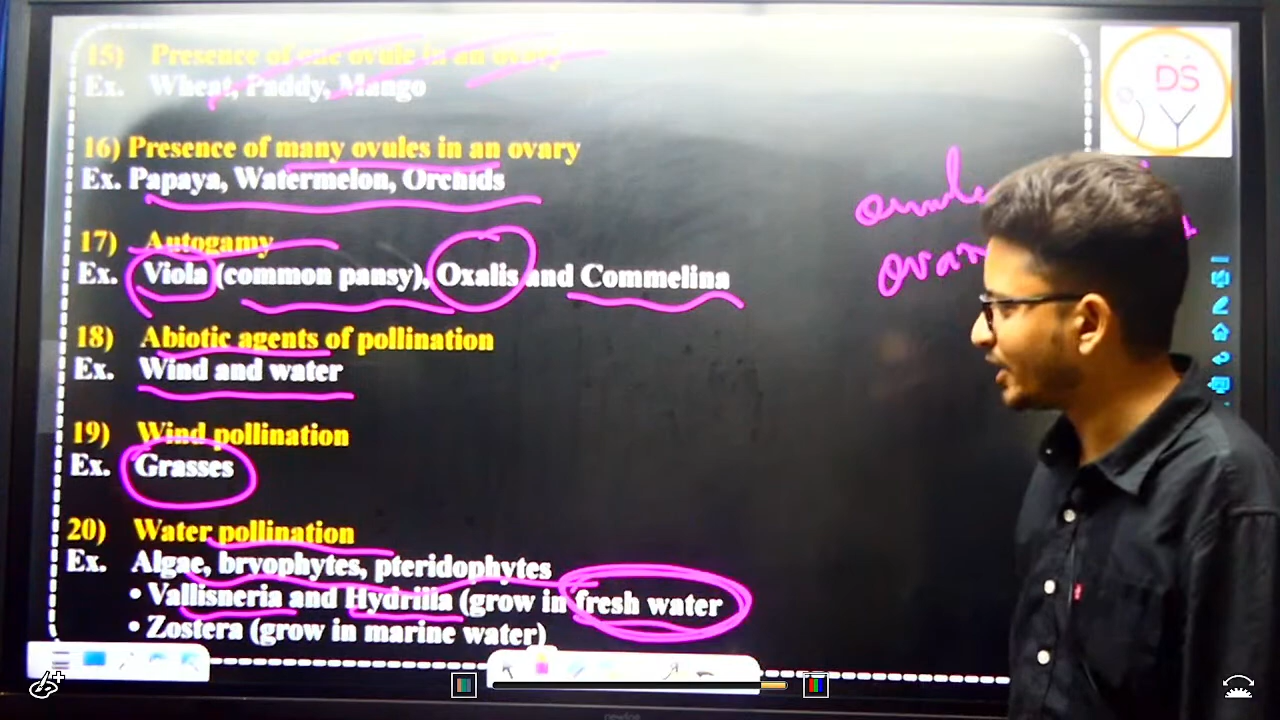 15) Presence of one ovule in an ovary
Ex. Wheat, Paddy, Mango
16) Presence of many ovules in an ovary
Ex. Papaya, Watermelon, Orchids
17) Autogamy
Ex. Viola (common pansy), Oxalis and Commelina
18) Abiotic agents of pollination
Ex. Wind and water
19) Wind pollination
Ex. Grasses
20) Water pollination
Ex. Algae, bryophytes, pteridophytes
• Vallisneria and Hydrilla (grow in fresh water
• Zostera (grow in marine water)
DS